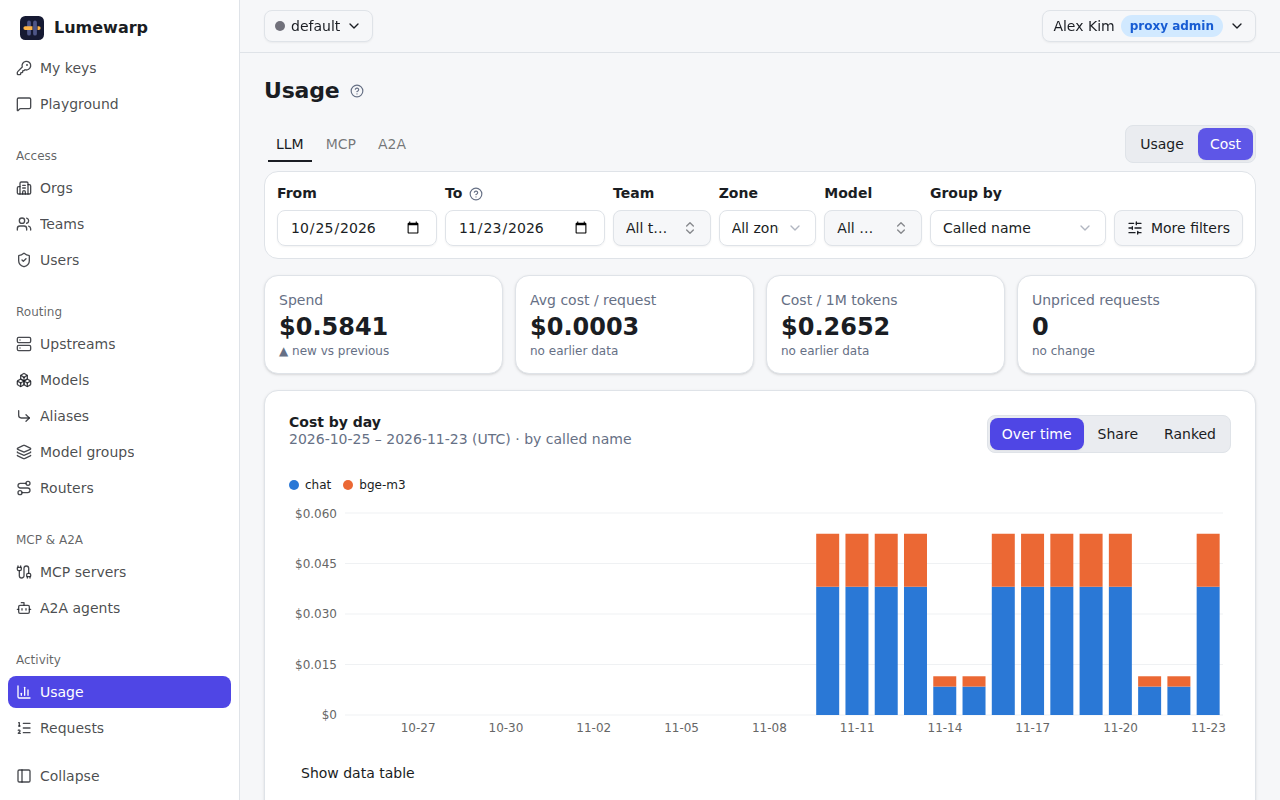 Lumewarp
My keys
Playground
Access
Orgs
Teams
Users
Routing
Upstreams
Models
Aliases
Model groups
Routers
MCP & A2A
MCP servers
A2A agents
Activity
Usage
Requests
Collapse
default
Alex Kim proxy admin
Usage
LLM MCP A2A
Usage Cost
From To Team Zone Model Group by
10/25/2026 11/23/2026 All t... All zon All ... Called name More filters
Spend
$0.5841
▲ new vs previous
Avg cost / request
$0.0003
no earlier data
Cost / 1M tokens
$0.2652
no earlier data
Unpriced requests
0
no change
Cost by day
2026-10-25 – 2026-11-23 (UTC) · by called name
Over time Share Ranked
chat bge-m3
$0.060
$0.045
$0.030
$0.015
$0
10-27 10-30 11-02 11-05 11-08 11-11 11-14 11-17 11-20 11-23
Show data table